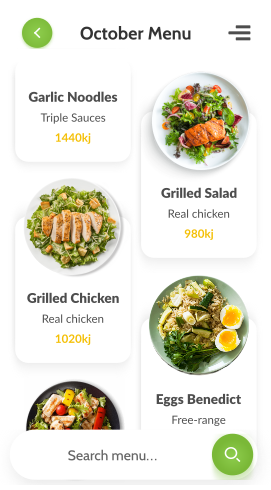 October Menu
Garlic Noodles
Triple Sauces
1440kj
Grilled Salad
Real chicken
980kj
Grilled Chicken
Real chicken
1020kj
Eggs Benedict
Free-range
Search menu...